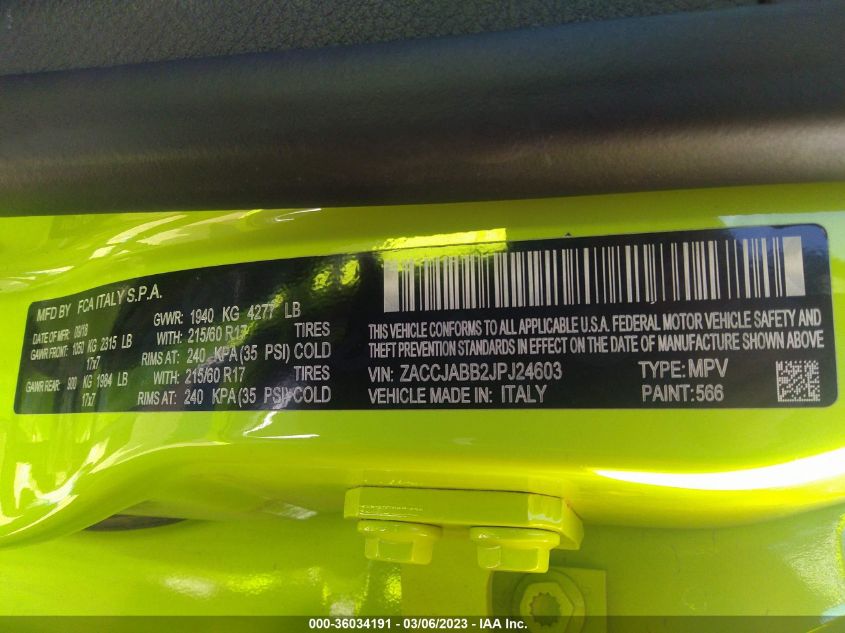 MFD BY FCA ITALY S.P.A.
DATE OF MFR 09/18 GVWR: 1940 KG 4277 LB
GAWR FRONT: 1050 KG 2315 LB WITH: 215/60 R17 TIRES
17x7 RIMS AT: 240 KPA(35 PSI) COLD
GAWR REAR: 900 KG 1984 LB WITH: 215/60 R17 TIRES
17x7 RIMS AT: 240 KPA(35 PSI) COLD
THIS VEHICLE CONFORMS TO ALL APPLICABLE U.S.A. FEDERAL MOTOR VEHICLE SAFETY AND
THEFT PREVENTION STANDARDS IN EFFECT ON THE DATE OF MANUFACTURE SHOWN ABOVE
VIN: ZACCJABB2JPJ24603 TYPE: MPV
VEHICLE MADE IN: ITALY PAINT: 566
000-36034191 - 03/06/2023 - IAA Inc.